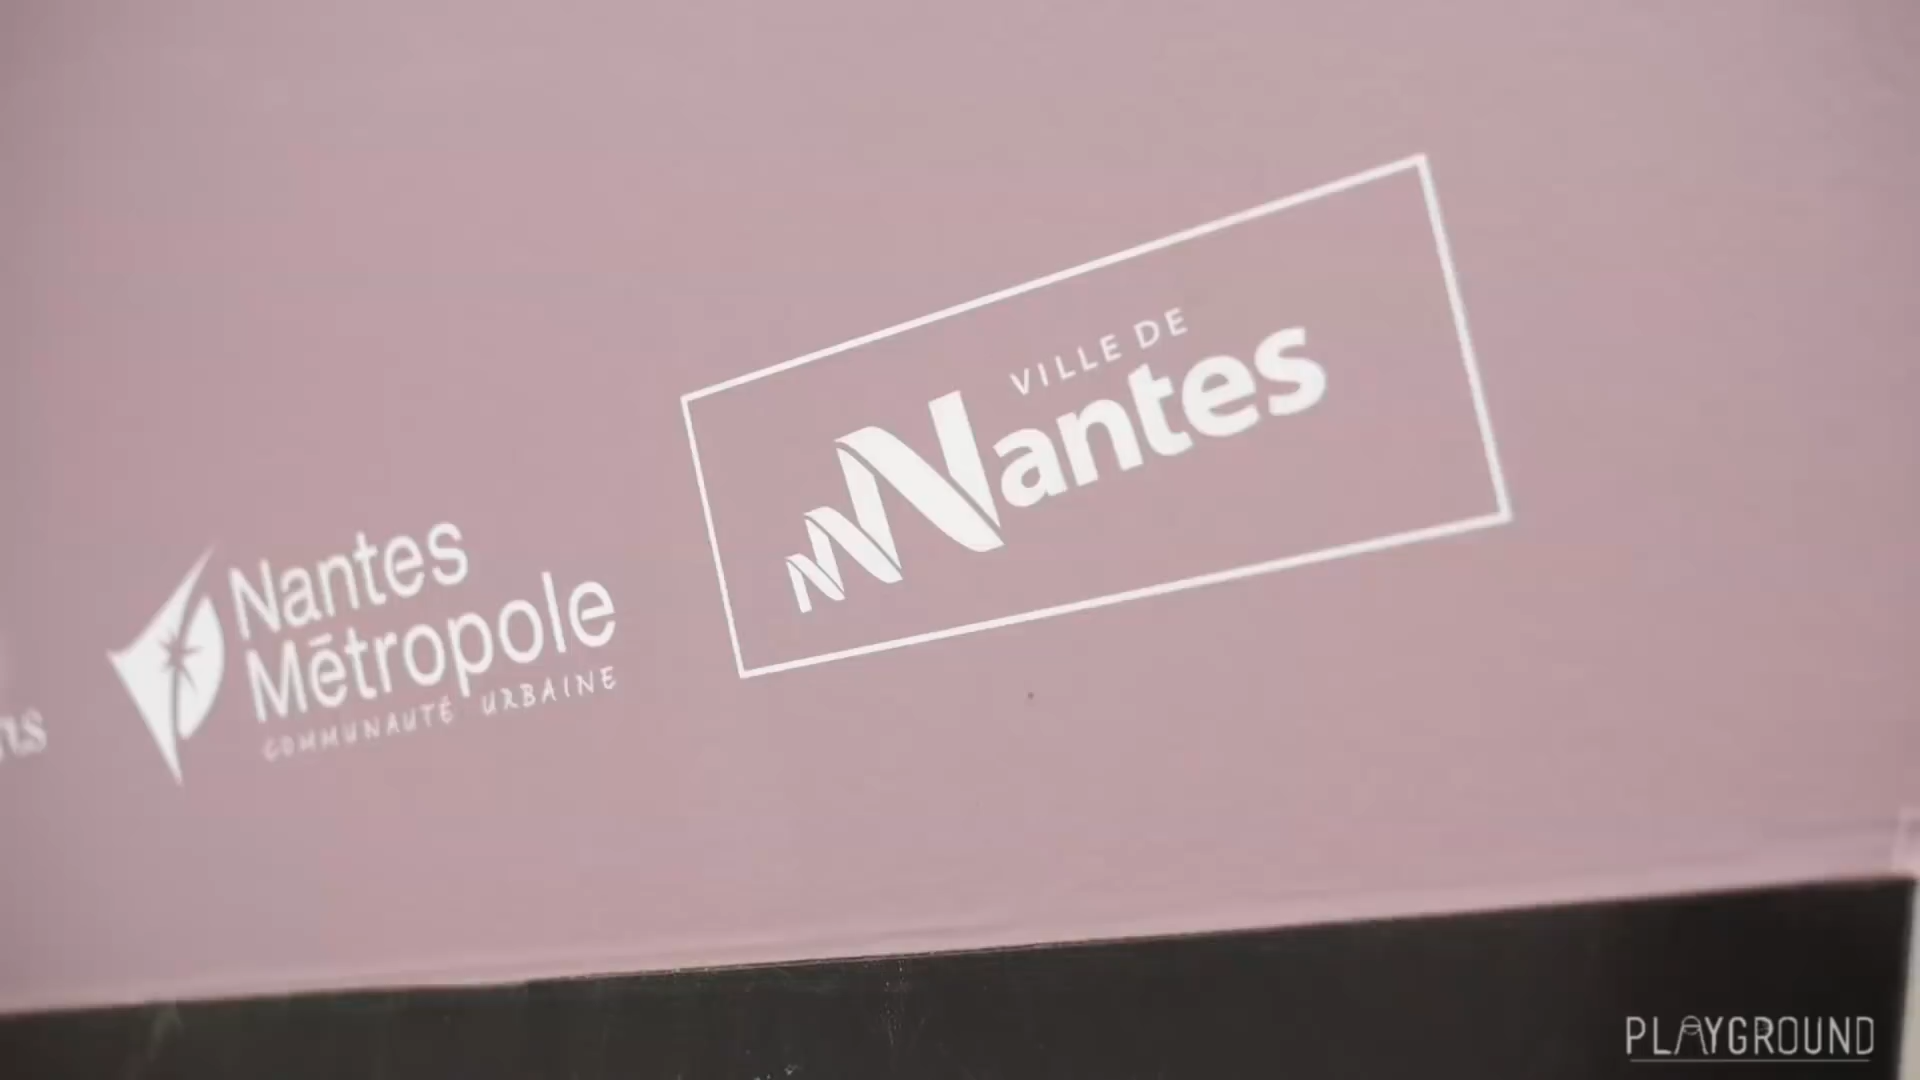 VILLE DE
Nantes
Nantes
Métropole
COMMUNAUTÉ URBAINE
PLAYGROUND